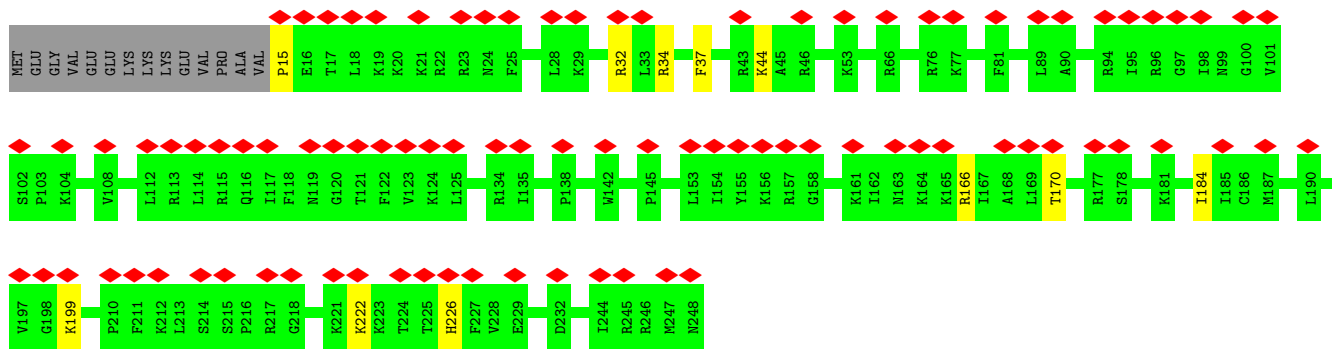 MET GLU GLY VAL GLU GLU LYS LYS LYS GLU VAL PRO ALA VAL P15 E16 T17 L18 K19 K20 K21 R22 R23 N24 F25 L28 K29 R32 L33 R34 F37 R43 K44 A45 R46 K53 R66 R76 K77 F81 L89 A90 R94 I95 R96 G97 I98 N99 G100 V101
S102 P103 K104 V108 L112 R113 L114 R115 Q116 I117 F118 N119 G120 T121 F122 V123 K124 L125 R134 I135 P138 W142 P145 L153 I154 Y155 K156 R157 G158 K161 I162 N163 K164 K165 R166 I167 A168 L169 T170 R177 S178 K181 I184 I185 C186 M187 L190
V197 G198 K199 P210 F211 K212 L213 S214 S215 P216 R217 G218 K221 K222 K223 T224 T225 H226 F227 V228 E229 D232 I244 R245 R246 M247 N248